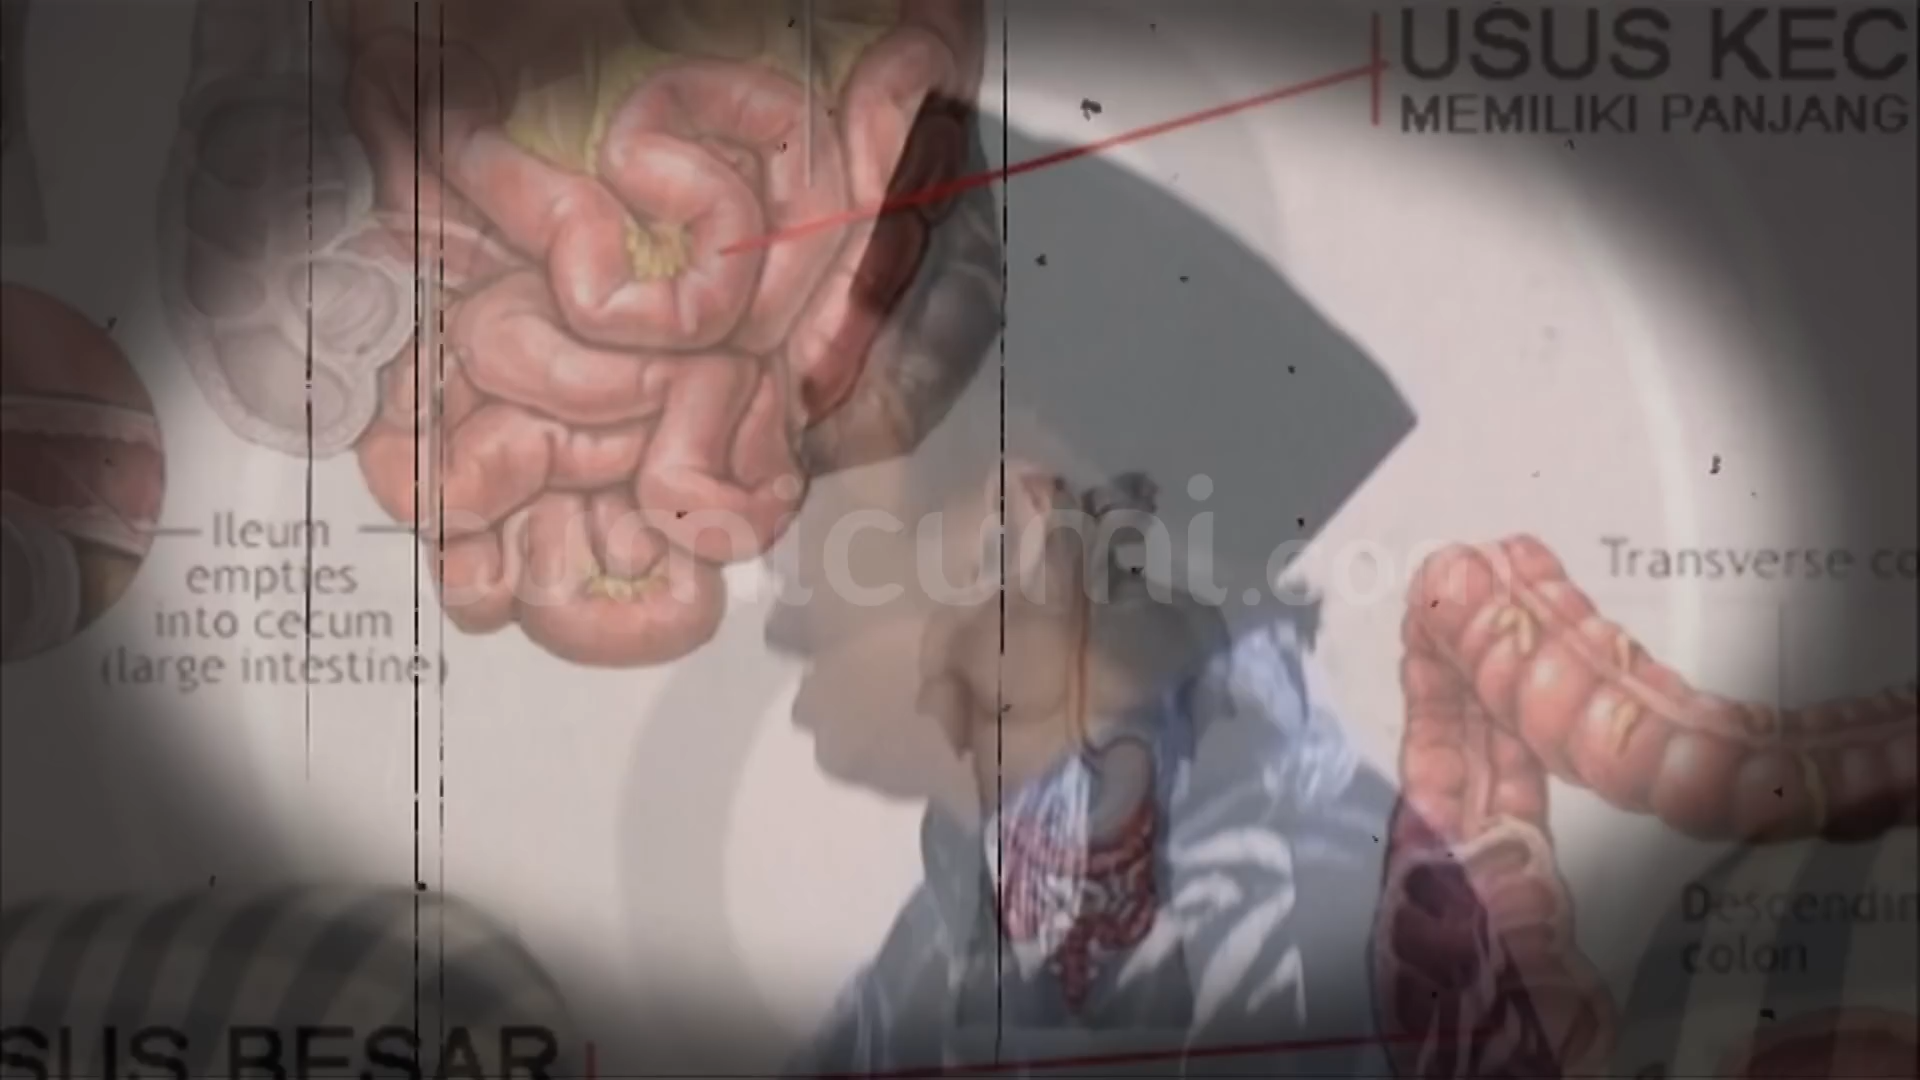 USUS KEC
MEMILIKI PANJANG
Ileum
empties
into cecum
(large intestine)
cumicumi.com
Transverse co
Descendin
colon
SUS BESAR